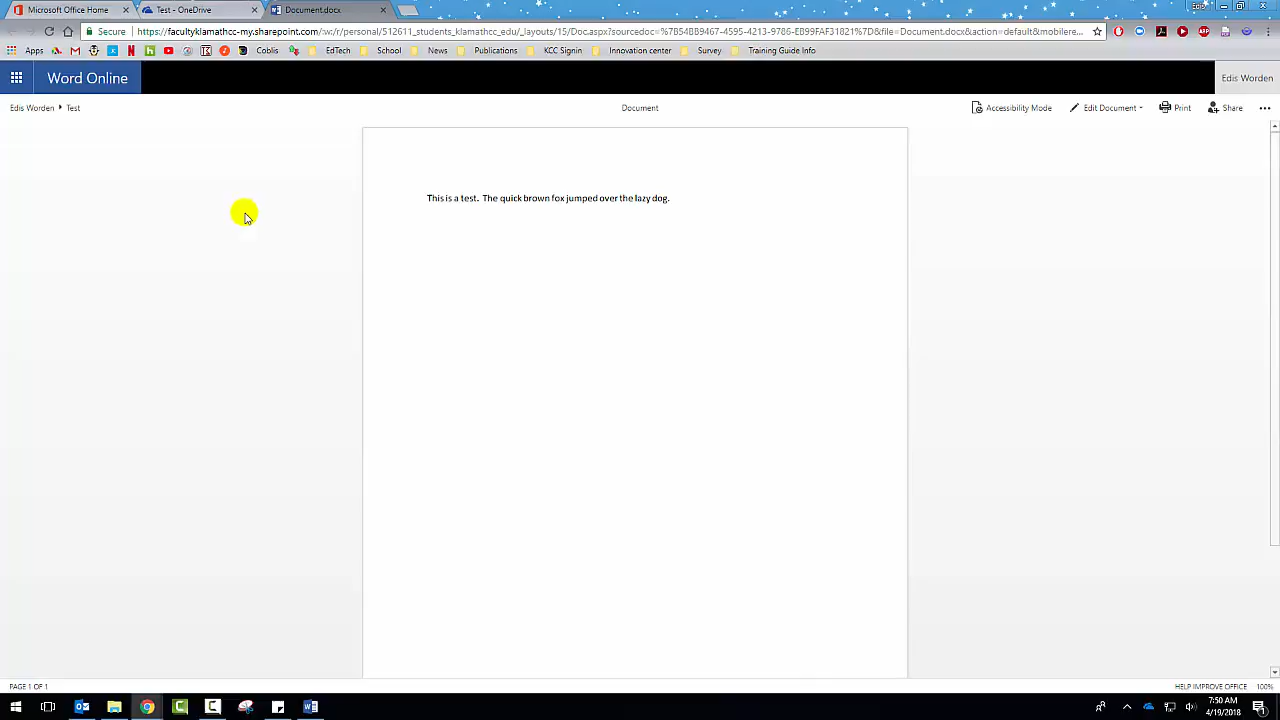 Microsoft Office Home
Test - OneDrive
Document.docx
Secure
https://facultyklamathcc-my.sharepoint.com/:w:/r/personal/512611_students_klamathcc_edu/_layouts/15/Doc.aspx?sourcedoc=%7B54BB9467-4595-4213-9786-EB99FAF31821%7D&file=Document.docx&action=default&mobilere...
Apps
Coblis
EdTech
School
News
Publications
KCC Signin
Innovation center
Survey
Training Guide Info
Word Online
Edis Worden
Edis Worden
Test
Document
Accessibility Mode
Edit Document
Print
Share
This is a test.  The quick brown fox jumped over the lazy dog.
PAGE 1 OF 1
HELP IMPROVE OFFICE
100%
7:50 AM
4/19/2018